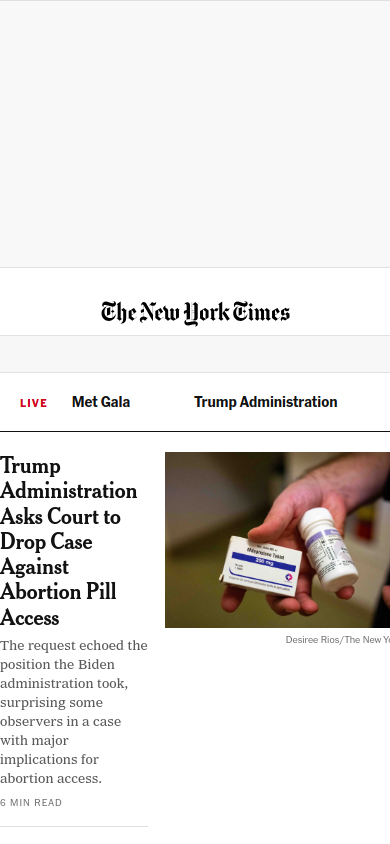 The New York Times
LIVE
Met Gala
Trump Administration
Trump
Administration
Asks Court to
Drop Case
Against
Abortion Pill
Access
200 mg
Desiree Rios/The New Yo
The request echoed the
position the Biden
administration took,
surprising some
observers in a case
with major
implications for
abortion access.
6 MIN READ